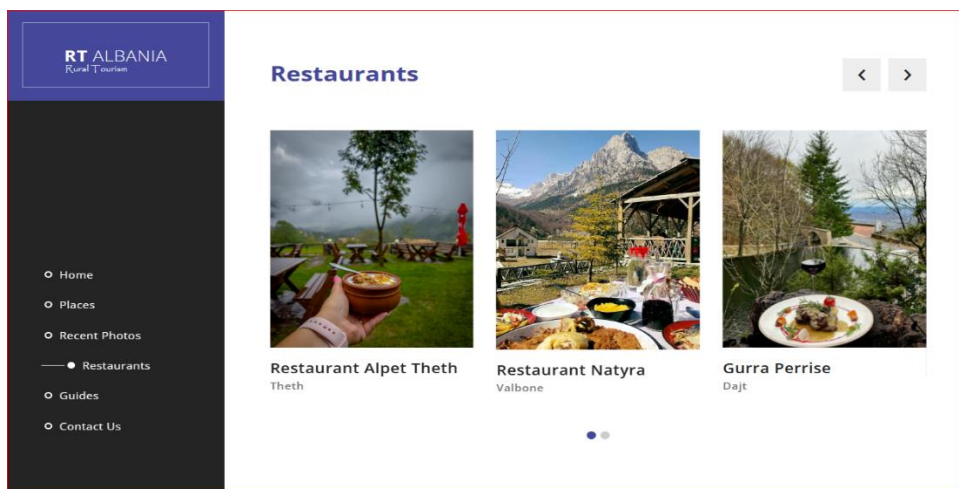 RT ALBANIA
Rural Tourism
Home
Places
Recent Photos
Restaurants
Guides
Contact Us
Restaurants
Restaurant Alpet Theth
Theth
Restaurant Natyra
Valbone
Gurra Perrise
Dajt